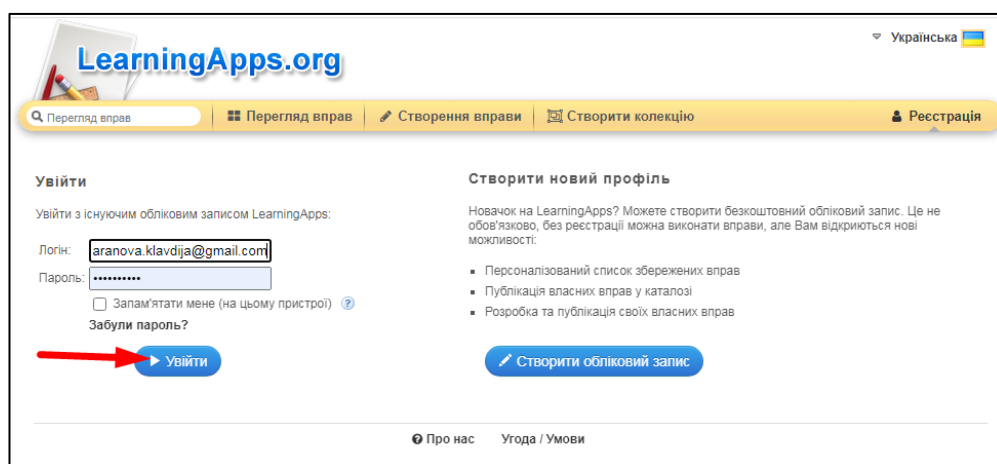 Українська
LearningApps.org
Перегляд вправ
Перегляд вправ
Створення вправи
Створити колекцію
Реєстрація
Увійти
Увійти з існуючим обліковим записом LearningApps:
Логін: aranova.klavdija@gmail.com
Пароль: ••••••••••
Запам'ятати мене (на цьому пристрої) ?
Забули пароль?
Увійти
Створити новий профіль
Новачок на LearningApps? Можете створити безкоштовний обліковий запис. Це не
обов'язково, без реєстрації можна виконати вправи, але Вам відкриються нові
можливості:
Персоналізований список збережених вправ
Публікація власних вправ у каталозі
Розробка та публікація своїх власних вправ
Створити обліковий запис
Про нас Угода / Умови